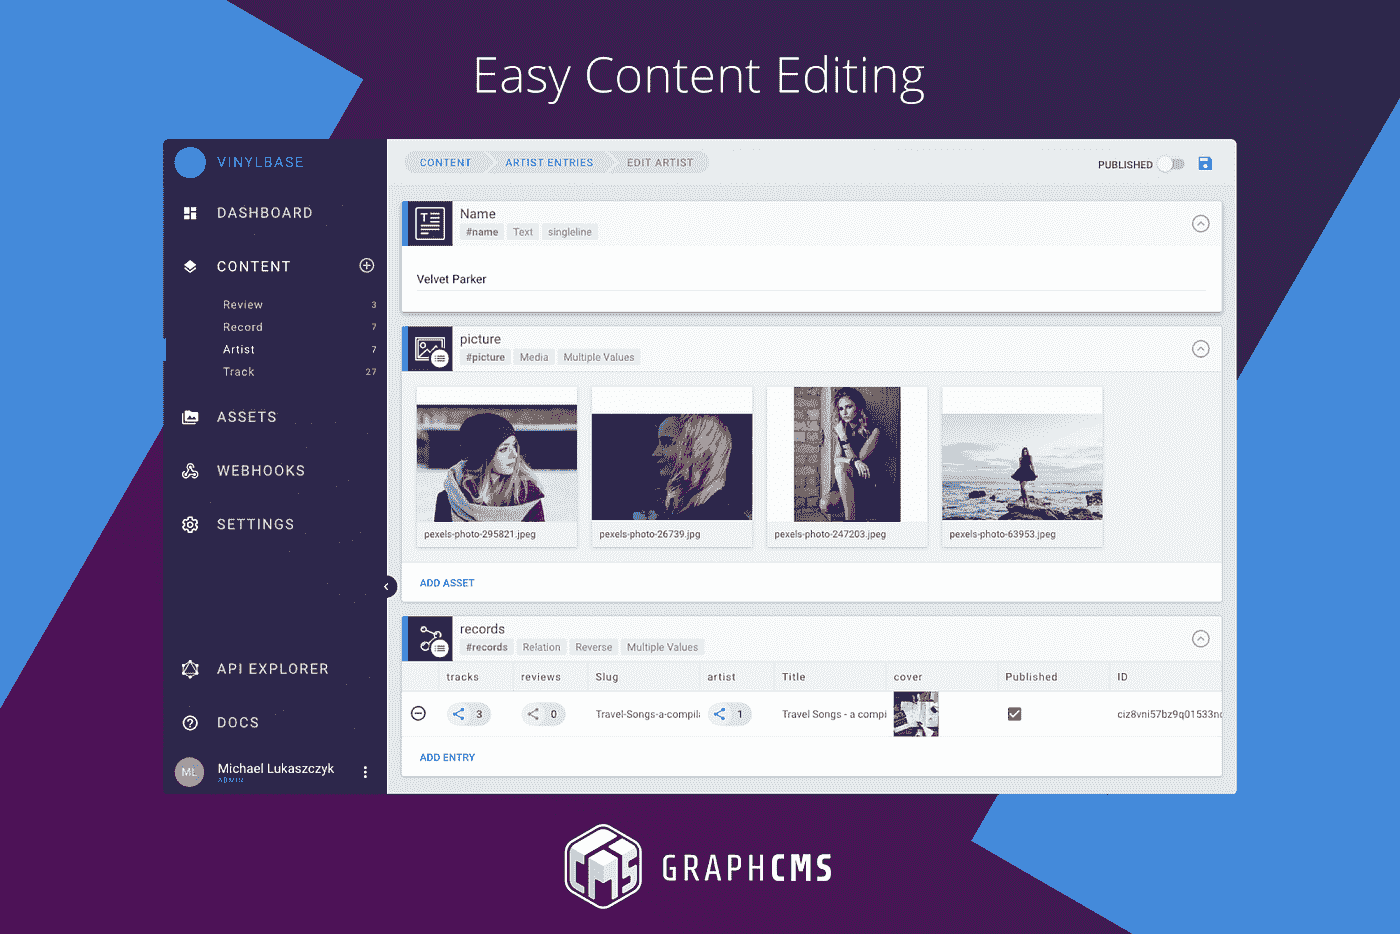 Easy Content Editing
VINYLBASE
DASHBOARD
CONTENT
Review 3
Record 7
Artist 7
Track 27
ASSETS
WEBHOOKS
SETTINGS
API EXPLORER
DOCS
ML
Michael Lukaszczyk
ADMIN
CONTENT ARTIST ENTRIES EDIT ARTIST
PUBLISHED
Name
#name Text singleline
Velvet Parker
picture
#picture Media Multiple Values
pexels-photo-295821.jpeg pexels-photo-26739.jpg pexels-photo-247203.jpeg pexels-photo-63953.jpeg
ADD ASSET
records
#records Relation Reverse Multiple Values
tracks reviews Slug artist Title cover Published ID
3 0 Travel-Songs-a-compila 1 Travel Songs - a compi ciz8vni57bz9q01533n
ADD ENTRY
CMS GRAPHCMS